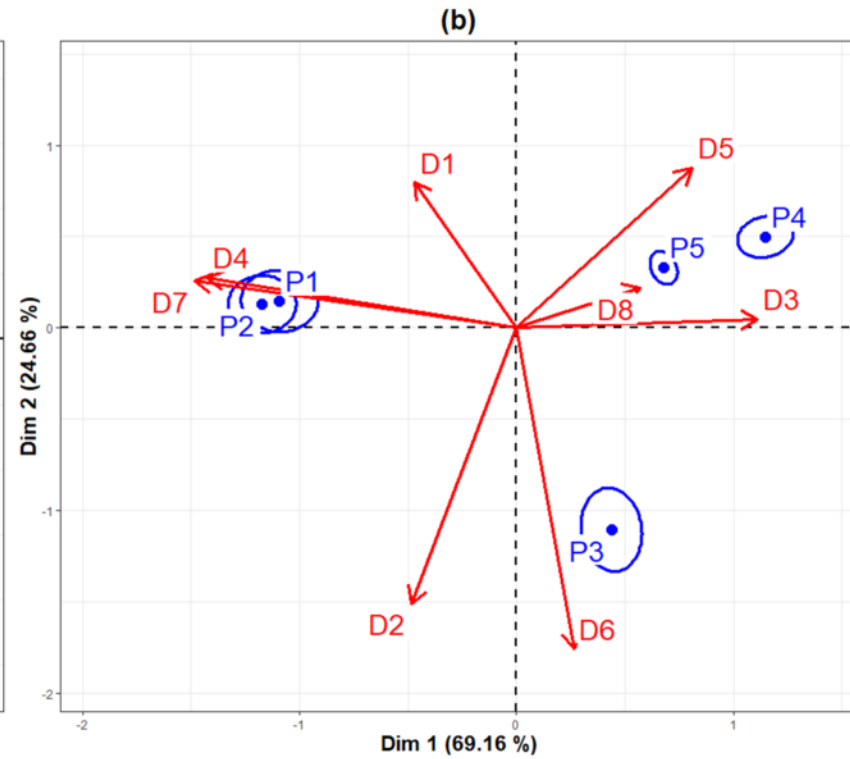 (b)
D1
D5
P4
P5
D4
P1
D3
D7
D8
P2
P3
D2
D6
1
0
-1
-2
-2
-1
0
1
Dim 1 (69.16 %)
Dim 2 (24.66 %)